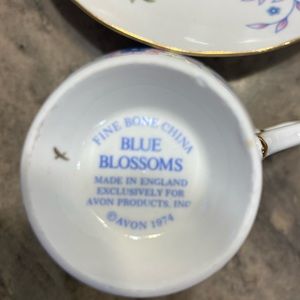 FINE BONE CHINA
BLUE
BLOSSOMS
MADE IN ENGLAND
EXCLUSIVELY FOR
AVON PRODUCTS, INC
©AVON 1974